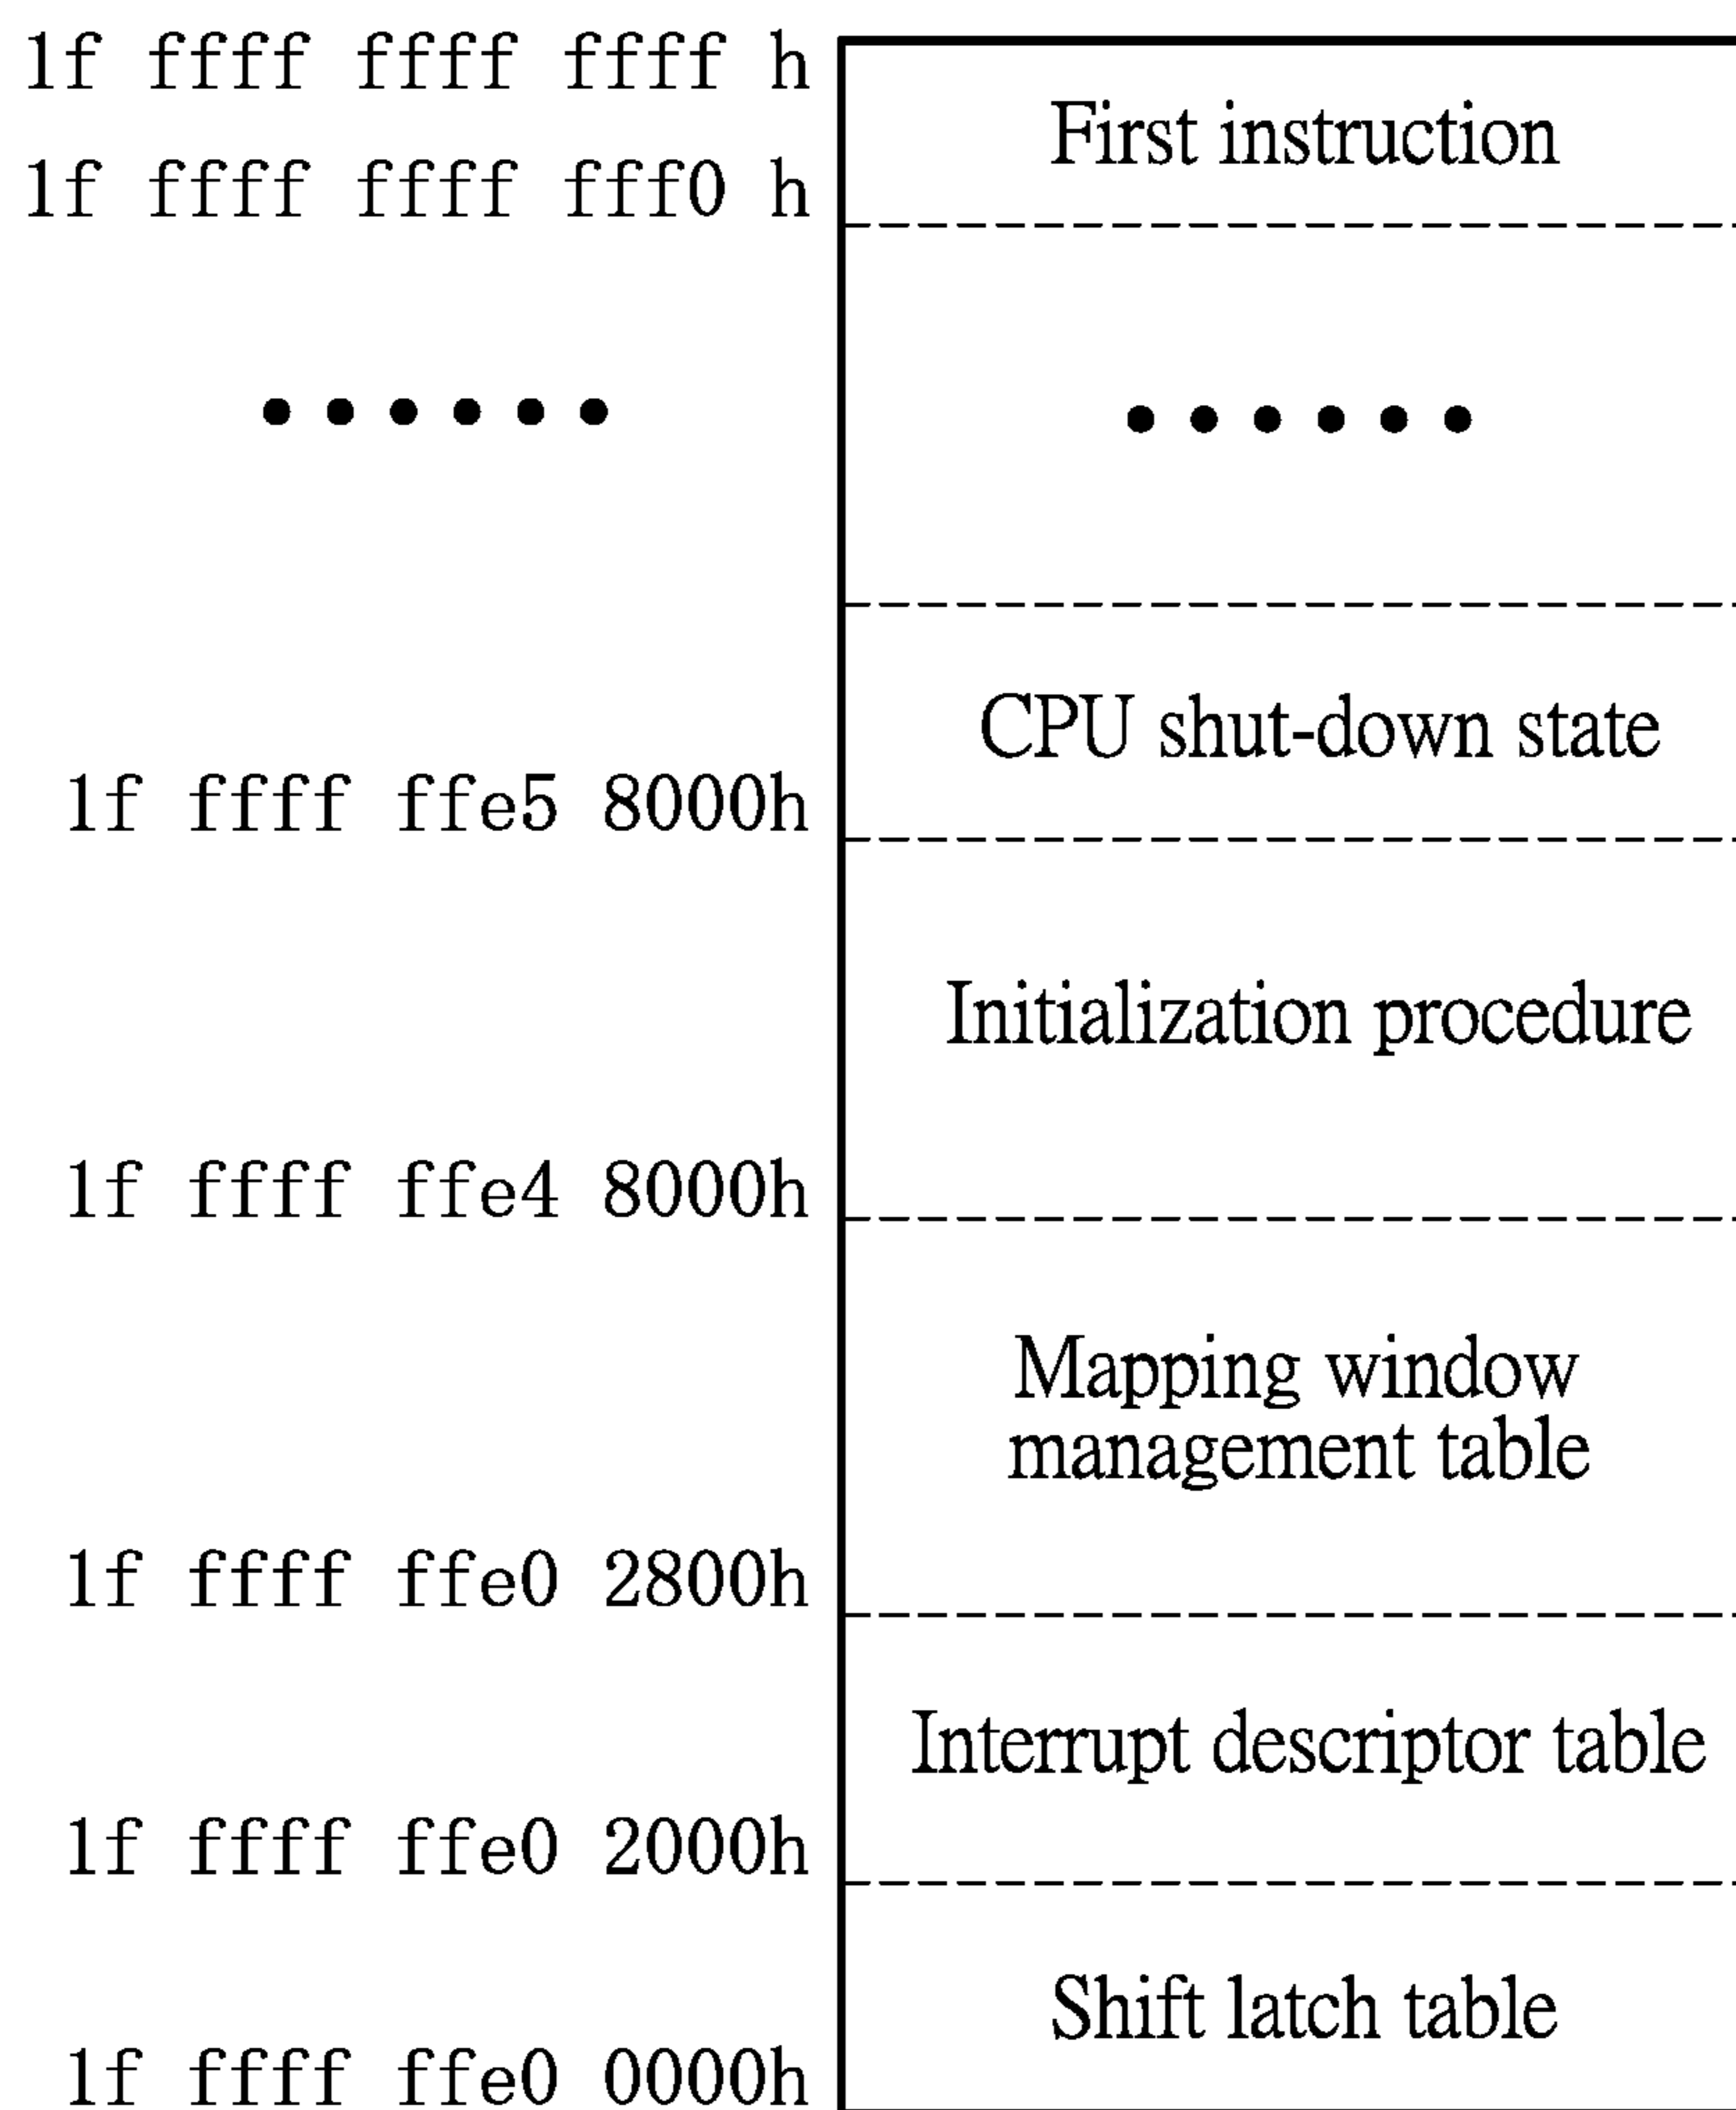 1f ffff ffff ffff h
First instruction
1f ffff ffff fff0 h
••••••
••••••
CPU shut-down state
1f ffff ffe5 8000h
Initialization procedure
1f ffff ffe4 8000h
Mapping window
management table
1f ffff ffe0 2800h
Interrupt descriptor table
1f ffff ffe0 2000h
Shift latch table
1f ffff ffe0 0000h